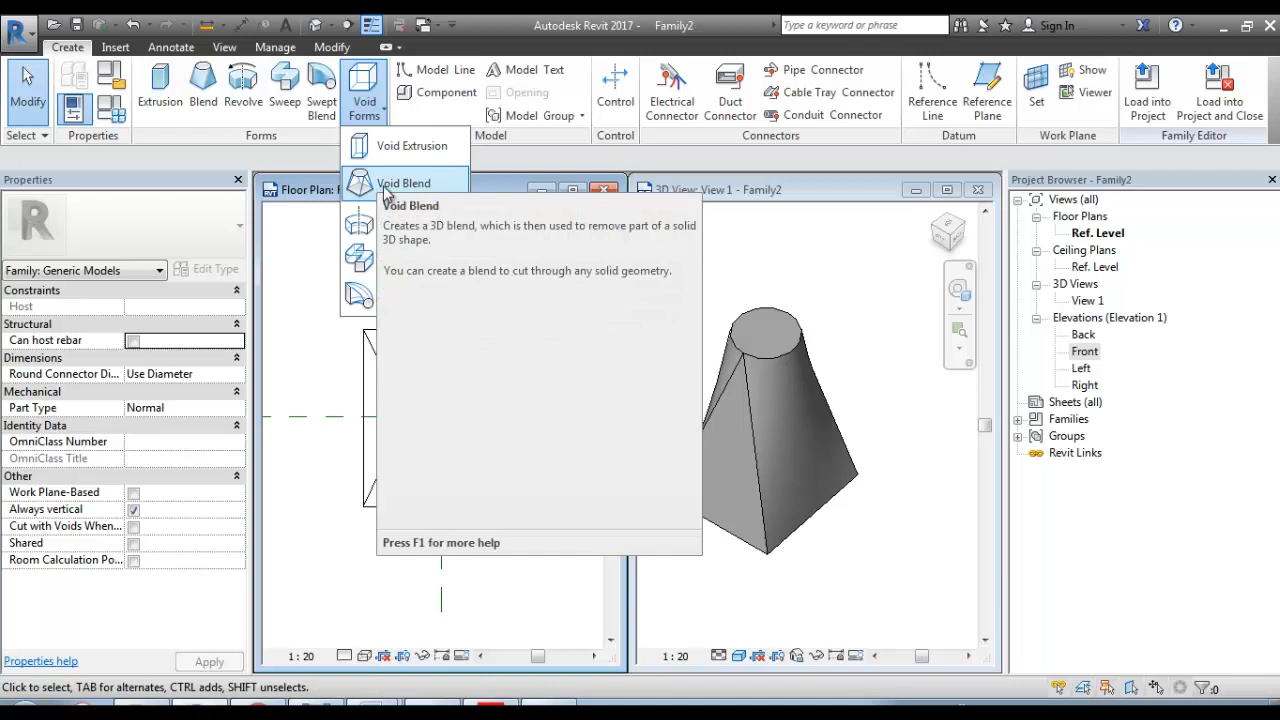 Autodesk Revit 2017 - Family2
Type a keyword or phrase
Sign In
Create Insert Annotate View Manage Modify
Modify
Extrusion
Blend
Revolve
Sweep
Swept
Blend
Void
Forms
Model Line
Component
Model Text
Opening
Model Group
Control
Electrical
Connector
Duct
Connector
Pipe Connector
Cable Tray Connector
Conduit Connector
Reference
Line
Reference
Plane
Set
Show
Viewer
Load into
Project
Load into
Project and Close
Select
Properties
Forms
Model
Control
Connectors
Datum
Work Plane
Family Editor
Void Extrusion
Void Blend
Void Blend
Creates a 3D blend, which is then used to remove part of a solid
3D shape.
You can create a blend to cut through any solid geometry.
Press F1 for more help
Properties
R
Family: Generic Models
Edit Type
Constraints
Host
Structural
Can host rebar
Dimensions
Round Connector Di... Use Diameter
Mechanical
Part Type Normal
Identity Data
OmniClass Number
OmniClass Title
Other
Work Plane-Based
Always vertical
Cut with Voids When...
Shared
Room Calculation Po...
Properties help
Apply
Floor Plan:
3D View: View 1 - Family2
1 : 20
1 : 20
Project Browser - Family2
Views (all)
Floor Plans
Ref. Level
Ceiling Plans
Ref. Level
3D Views
View 1
Elevations (Elevation 1)
Back
Front
Left
Right
Sheets (all)
Families
Groups
Revit Links
Click to select, TAB for alternates, CTRL adds, SHIFT unselects.
:0